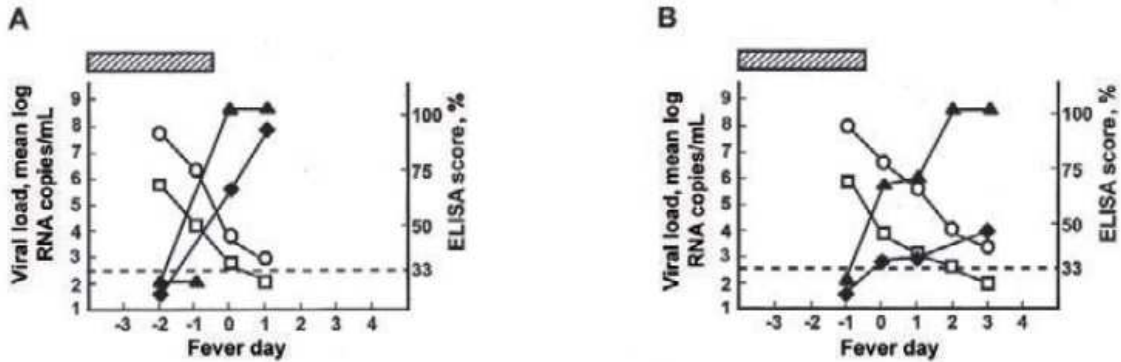 A
9
8
7
6
5
4
3
2
1
Viral load, mean log
RNA copies/mL
100
75
50
33
ELISA score, %
-3 -2 -1 0 1 2 3 4
Fever day
B
9
8
7
6
5
4
3
2
1
Viral load, mean log
RNA copies/mL
100
75
50
33
ELISA score, %
-3 -2 -1 0 1 2 3 4
Fever day